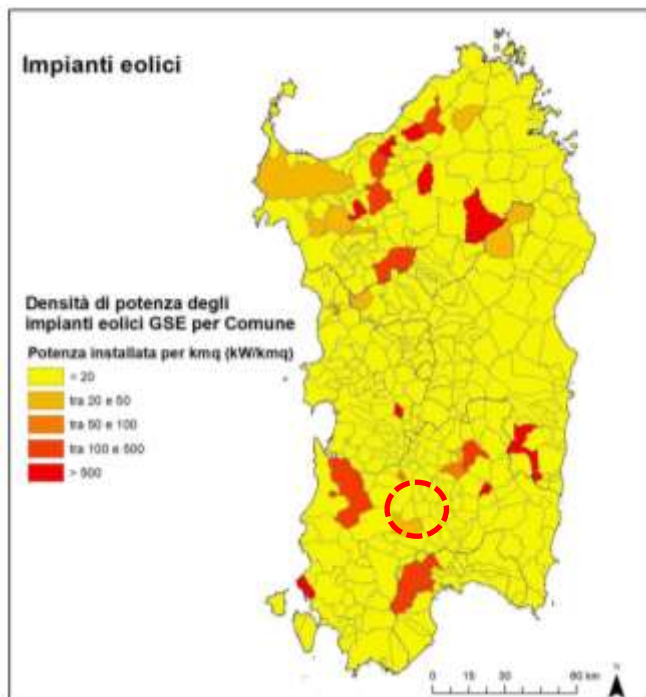 Impianti eolici
Densità di potenza degli
impianti eolici GSE per Comune
Potenza installata per kmq (kW/kmq)
< 20
tra 20 e 50
tra 50 e 100
tra 100 e 500
> 500
N
0 15 30 60 km